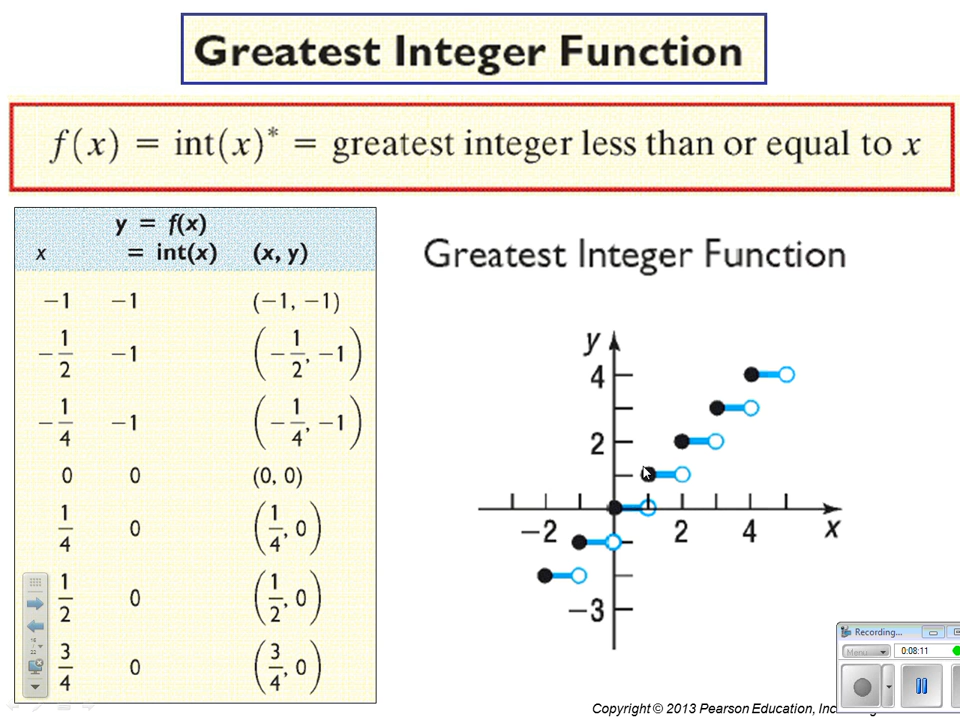 Greatest Integer Function
f(x) = int(x)* = greatest integer less than or equal to x
y = f(x)
x = int(x) (x, y)
−1 −1 (−1, −1)
−1/2 −1 (−1/2, −1)
−1/4 −1 (−1/4, −1)
0 0 (0, 0)
1/4 0 (1/4, 0)
1/2 0 (1/2, 0)
3/4 0 (3/4, 0)
Greatest Integer Function
y
4
2
−2 2 4 x
−3
Recording...
Menu 0:08:11
Copyright © 2013 Pearson Education, Inc